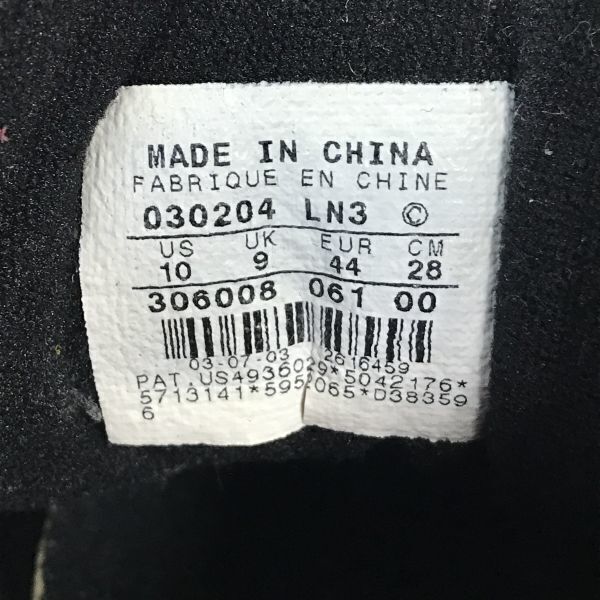 MADE IN CHINA
FABRIQUE EN CHINE
030204 LN3 ©
US UK EUR CM
10 9 44 28
306008 061 00
03-07-03 2616459
PAT.US4936029*5042176*
5713141*5952065*D38359
6